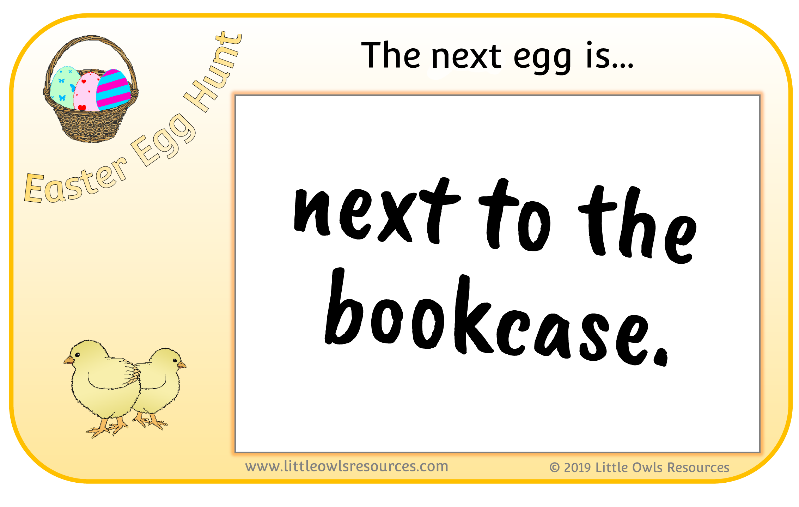 Easter Egg Hunt
The next egg is...
next to the
bookcase.
www.littleowlsresources.com
© 2019 Little Owls Resources